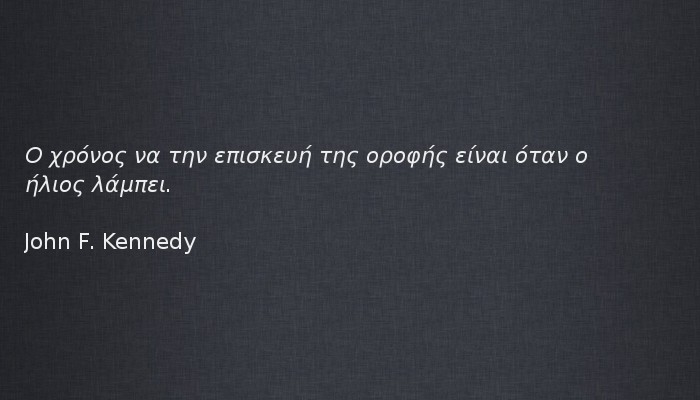 Ο χρόνος να την επισκευή της οροφής είναι όταν ο
ήλιος λάμπει.
John F. Kennedy